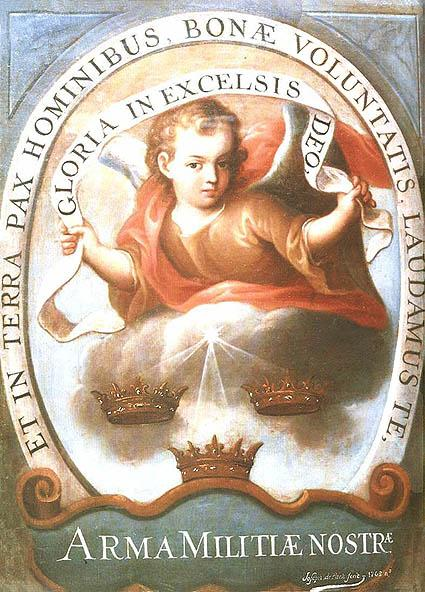 ET IN TERRA PAX HOMINIBUS, BONÆ VOLUNTATIS. LAUDAMUS TE,
GLORIA IN EXCELSIS DEO.
ARMA MILITIÆ NOSTRÆ